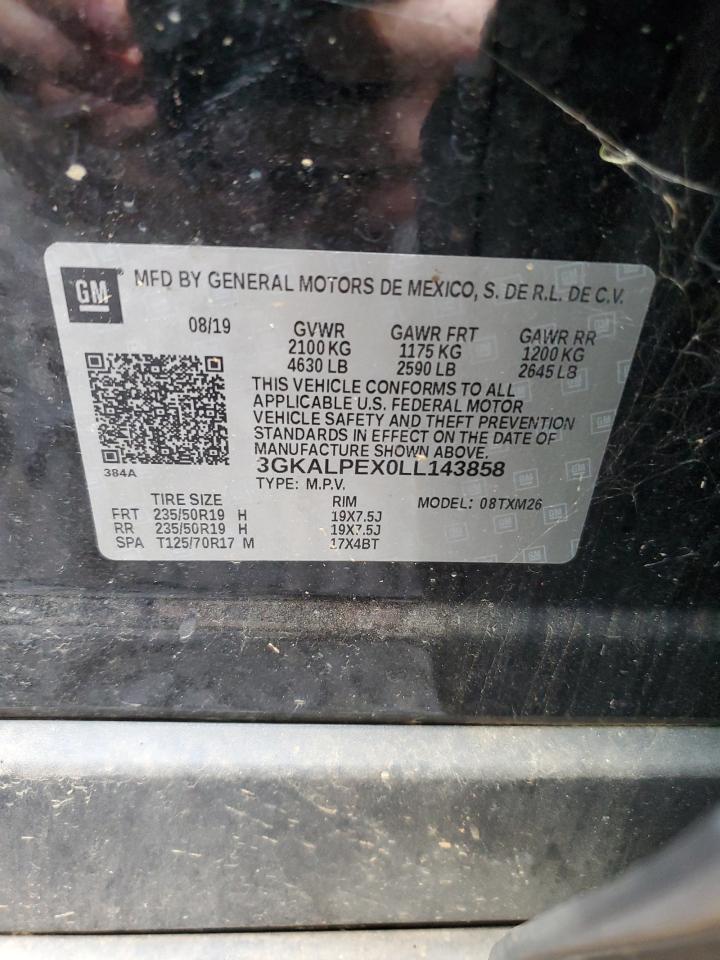 GM
MFD BY GENERAL MOTORS DE MEXICO, S. DE R.L. DE C.V.
08/19 GVWR GAWR FRT GAWR RR
2100 KG 1175 KG 1200 KG
4630 LB 2590 LB 2645 LB
THIS VEHICLE CONFORMS TO ALL
APPLICABLE U.S. FEDERAL MOTOR
VEHICLE SAFETY AND THEFT PREVENTION
STANDARDS IN EFFECT ON THE DATE OF
MANUFACTURE SHOWN ABOVE.
384A
3GKALPEX0LL143858
TYPE: M.P.V.
TIRE SIZE RIM MODEL: 08TXM26
FRT 235/50R19 H 19X7.5J
RR 235/50R19 H 19X7.5J
SPA T125/70R17 M 17X4BT